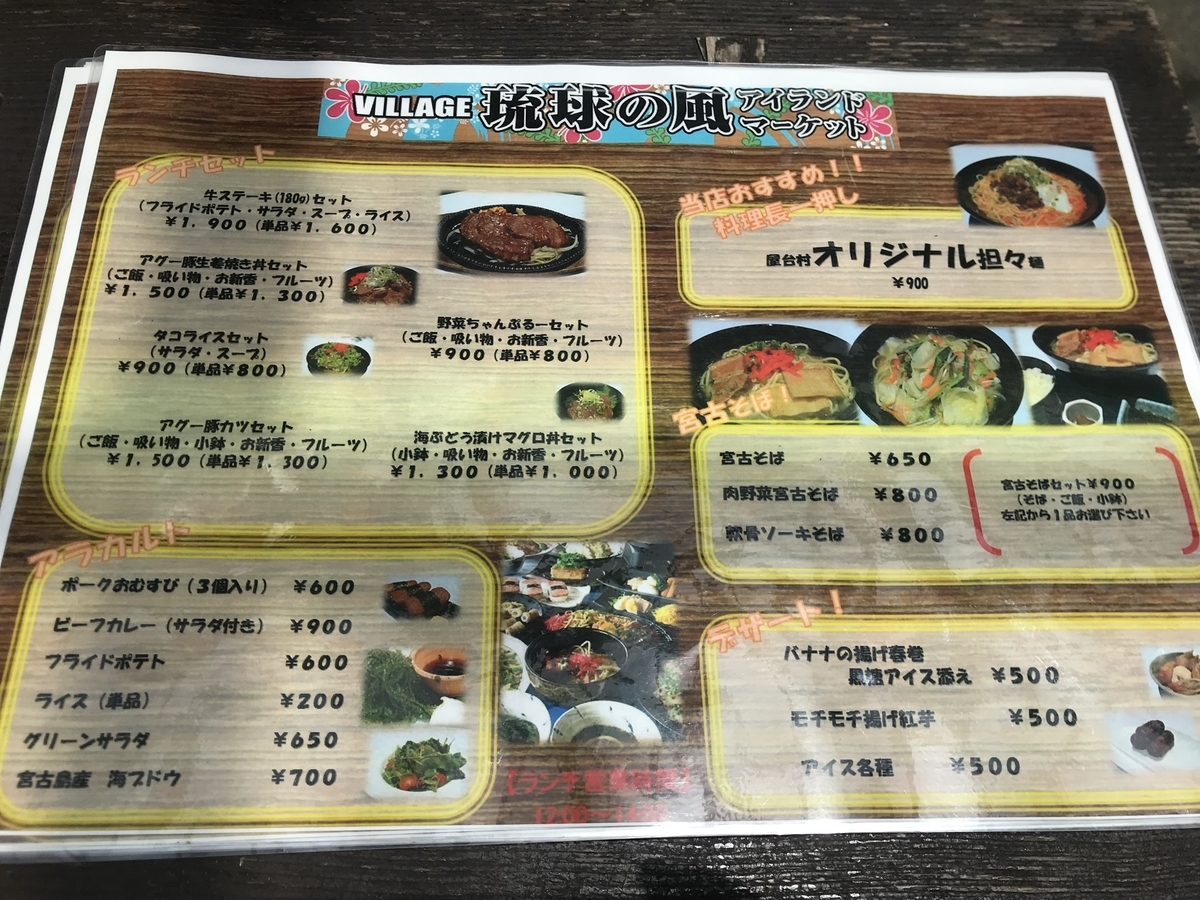 VILLAGE 琉球の風 アイランド
マーケット
ランチセット
牛ステーキ(180g)セット
(フライドポテト・サラダ・スープ・ライス)
￥1．900 (単品￥1．600)
アグー豚生姜焼き丼セット
(ご飯・吸い物・お新香・フルーツ)
￥1．500 (単品￥1．300)
タコライスセット
(サラダ・スープ)
￥900 (単品￥800)
野菜ちゃんぷるーセット
(ご飯・吸い物・お新香・フルーツ)
￥900 (単品￥800)
アグー豚カツセット
(ご飯・吸い物・小鉢・お新香・フルーツ)
￥1．500 (単品￥1．300)
海ぶどう漬けマグロ丼セット
(小鉢・吸い物・お新香・フルーツ)
￥1．300 (単品￥1．000)
当店おすすめ！！
料理長一押し
屋台村オリジナル担々麺
￥900
宮古そば！
宮古そば ￥650
肉野菜宮古そば ￥800
軟骨ソーキそば ￥800
宮古そばセット￥900
(そば・ご飯・小鉢)
左記から1品お選び下さい
アラカルト
ポークおむすび (3個入り) ￥600
ビーフカレー (サラダ付き) ￥900
フライドポテト ￥600
ライス (単品) ￥200
グリーンサラダ ￥650
宮古島産 海ブドウ ￥700
デザート！
バナナの揚げ春巻
黒糖アイス添え ￥500
モチモチ揚げ紅芋 ￥500
アイス各種 ￥500